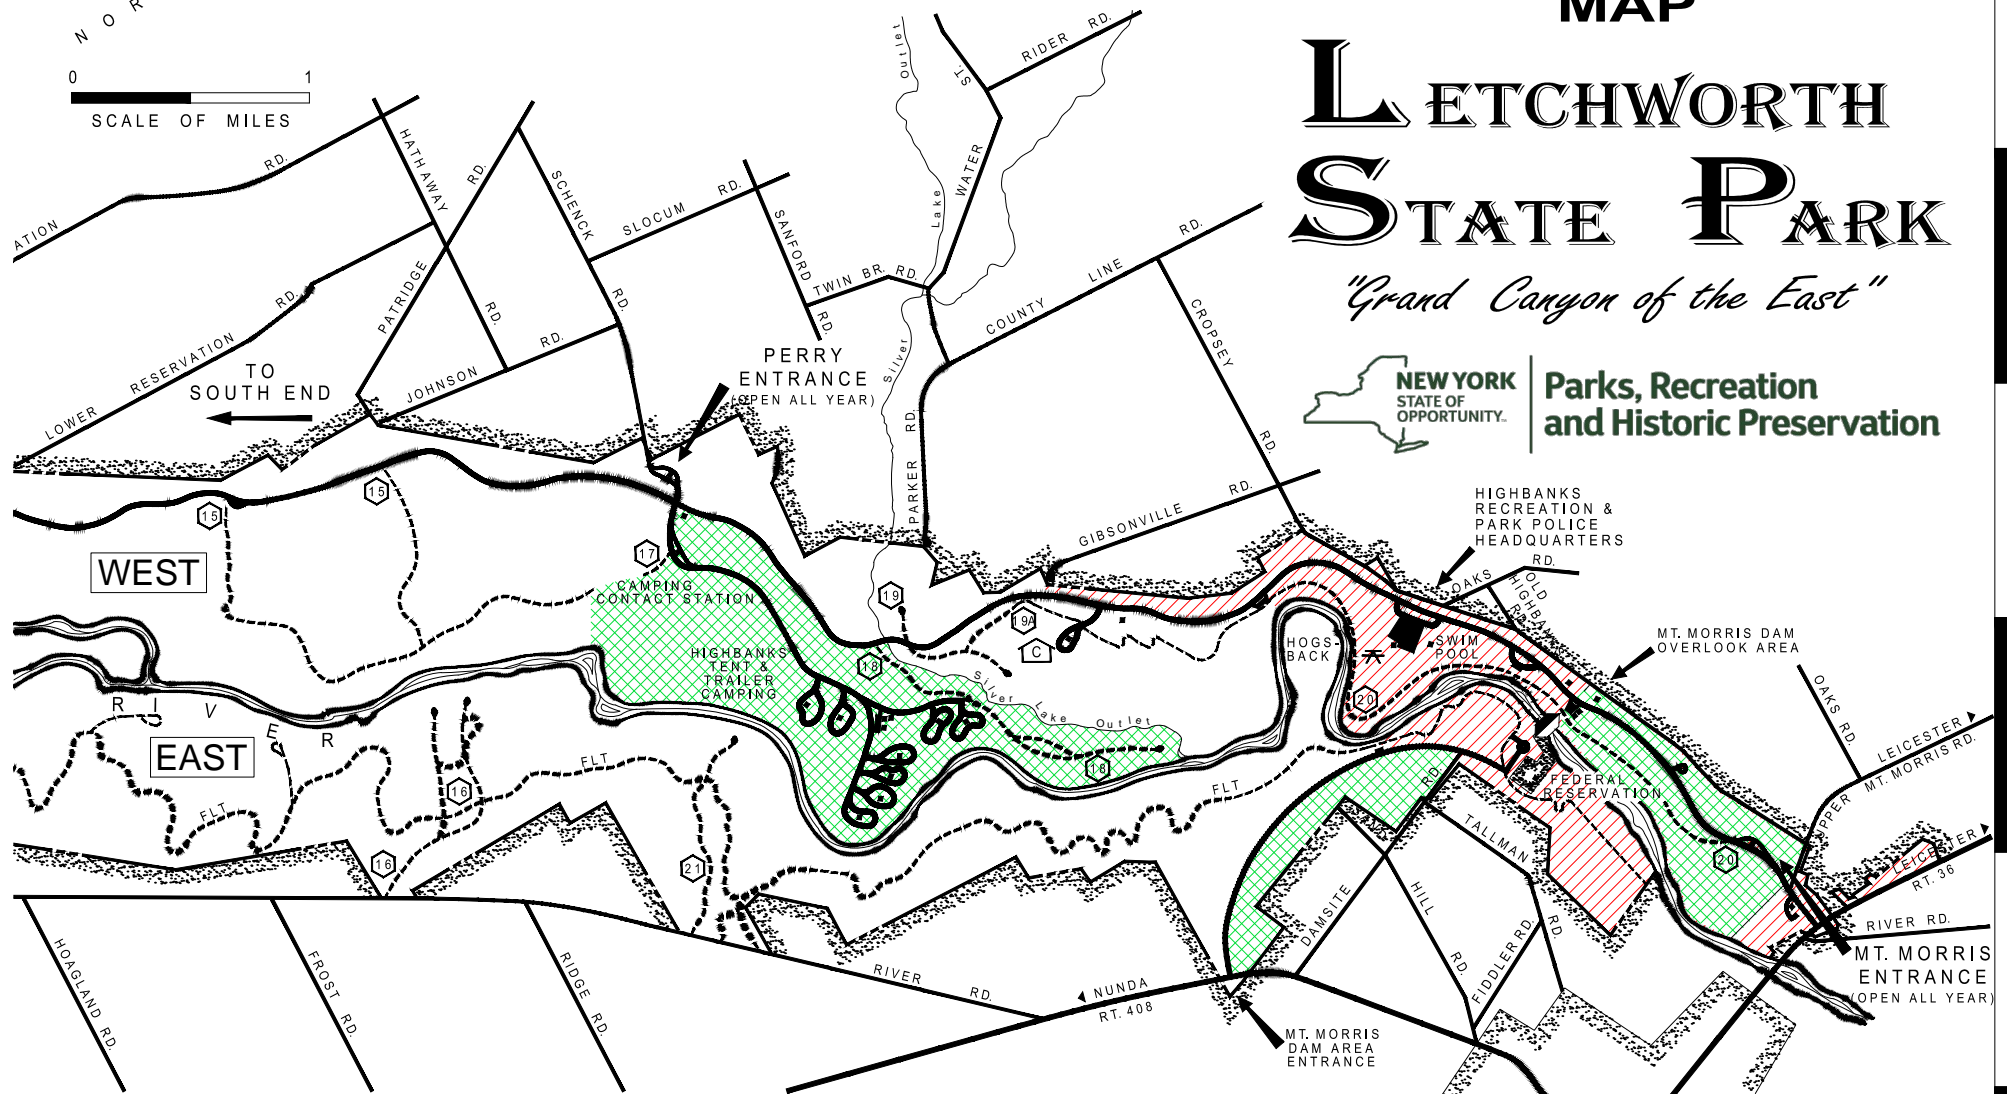 MAP
LETCHWORTH
STATE PARK
"Grand Canyon of the East"
NEW YORK
STATE OF
OPPORTUNITY.
Parks, Recreation
and Historic Preservation
N O R
0 1
SCALE OF MILES
RD.
ATION
HATHAWAY
RD.
PATRIDGE
RD.
SCHENCK
RD.
SLOCUM RD.
SANFORD
RD.
TWIN BR. RD.
Outlet
Lake
Silver
WATER
ST.
RIDER RD.
COUNTY LINE RD.
CROPSEY
RD.
PARKER RD.
GIBSONVILLE RD.
LOWER RESERVATION RD.
JOHNSON RD.
TO
SOUTH END
PERRY
ENTRANCE
(OPEN ALL YEAR)
HIGHBANKS
RECREATION &
PARK POLICE
HEADQUARTERS
OAKS RD.
OLD
MT. MORRIS DAM
OVERLOOK AREA
OAKS RD.
LEICESTER
MT. MORRIS RD.
UPPER
LEICESTER
RT. 36
RIVER RD.
MT. MORRIS
ENTRANCE
(OPEN ALL YEAR)
WEST
EAST
R I V E R
15
15
17
CAMPING
CONTACT STATION
HIGHBANKS
TENT &
TRAILER
CAMPING
18
19
19A
C
Silver Lake Outlet
18
HOGS
BACK
SWIM
POOL
20
20
FEDERAL
RESERVATION
FLT
FLT
FLT
16
16
21
HOAGLAND RD.
FROST RD.
RIDGE RD.
RIVER RD.
NUNDA
RT. 408
MT. MORRIS
DAM AREA
ENTRANCE
DAMSITE
RD.
HILL
RD.
TALLMAN
RD.
FIDDLER RD.